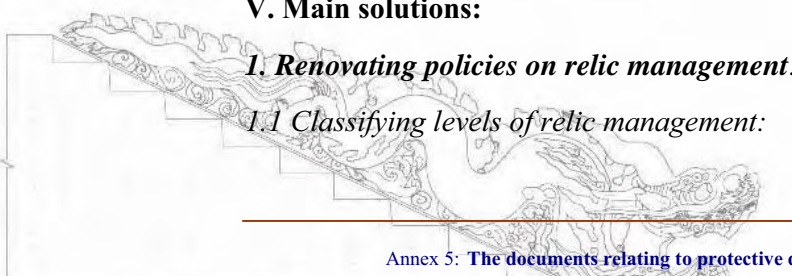 V. Main solutions:
1. Renovating policies on relic management:
1.1 Classifying levels of relic management:
Annex 5: The documents relating to protective